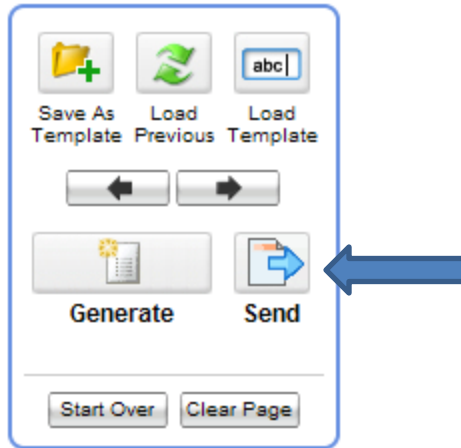 abc
Save As Load Load
Template Previous Template
Generate Send
Start Over Clear Page